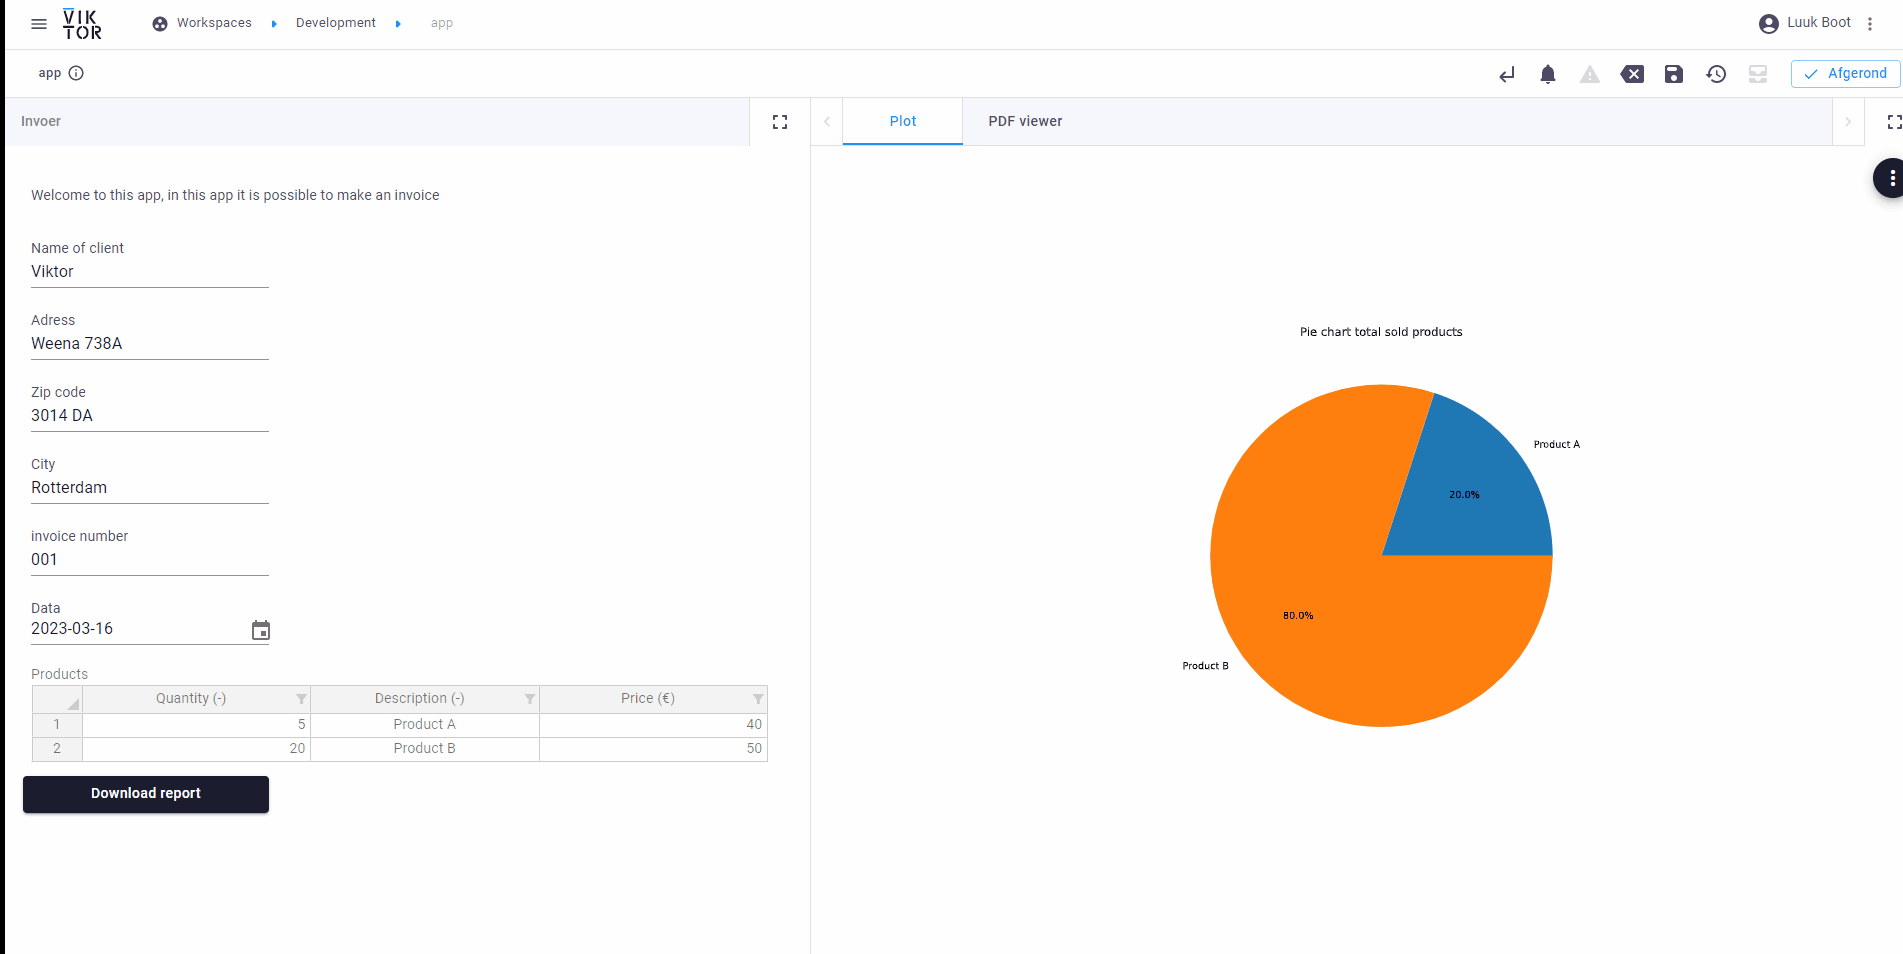 VIK
TOR
Workspaces
Development
app
Luuk Boot
app
Afgerond
Invoer
Plot
PDF viewer
Welcome to this app, in this app it is possible to make an invoice
Name of client
Viktor
Adress
Weena 738A
Zip code
3014 DA
City
Rotterdam
invoice number
001
Data
2023-03-16
Products
Quantity (-) Description (-) Price (€)
1 5 Product A 40
2 20 Product B 50
Download report
Pie chart total sold products
Product A
20.0%
80.0%
Product B